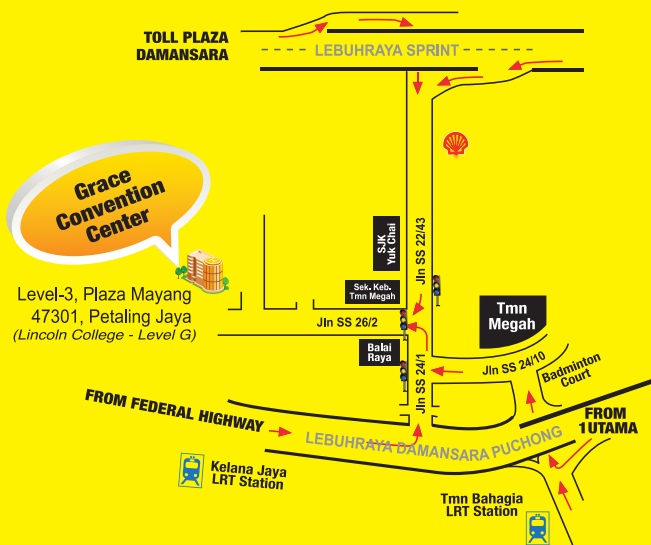 TOLL PLAZA
DAMANSARA
LEBUHRAYA SPRINT
Grace
Convention
Center
Level-3, Plaza Mayang
47301, Petaling Jaya
(Lincoln College - Level G)
SJK
Yuk Chai
Jln SS 22/43
Sek. Keb.
Tmn Megah
Jln SS 26/2
Tmn
Megah
Balai
Raya
Jln SS 24/1
Jln SS 24/10
Badminton
Court
FROM FEDERAL HIGHWAY
LEBUHRAYA DAMANSARA PUCHONG
FROM
1UTAMA
Kelana Jaya
LRT Station
Tmn Bahagia
LRT Station